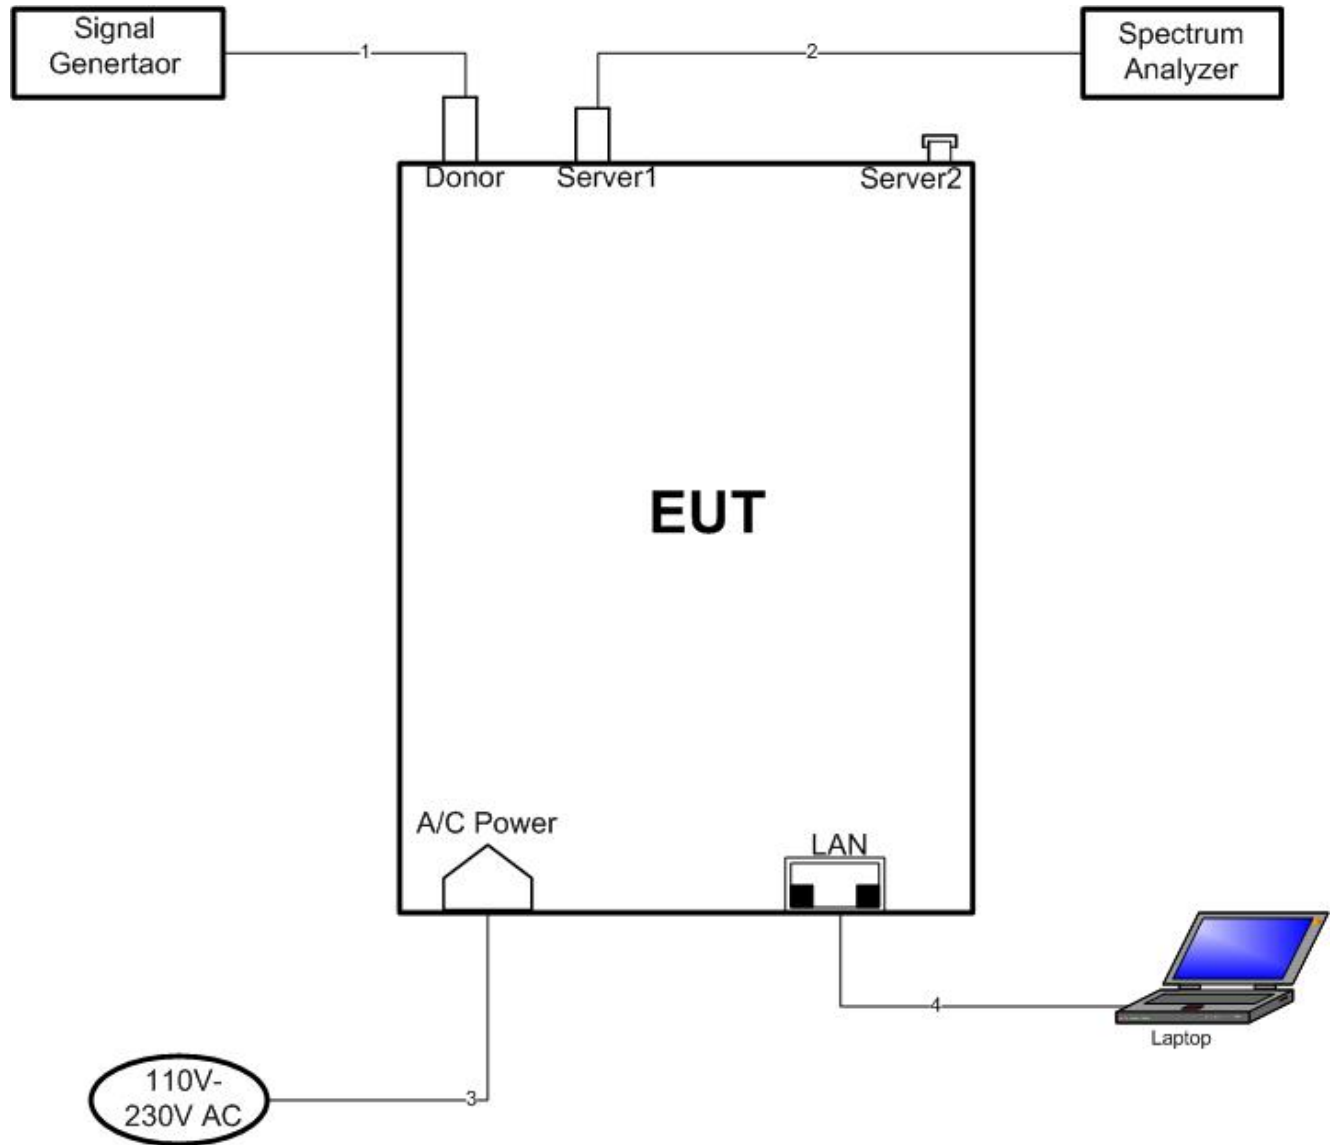 Signal
Genertaor
1
2
Spectrum
Analyzer
Donor
Server1
Server2
EUT
A/C Power
LAN
4
Laptop
110V-
230V AC
3